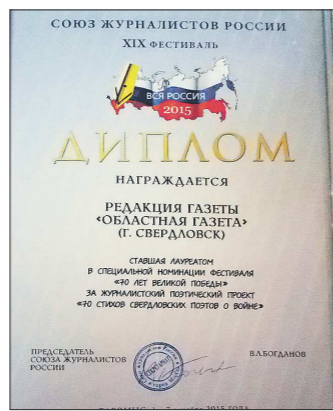 СОЮЗ ЖУРНАЛИСТОВ РОССИИ
XIX ФЕСТИВАЛЬ
ВСЯ РОССИЯ
2015
ДИПЛОМ
НАГРАЖДАЕТСЯ
РЕДАКЦИЯ ГАЗЕТЫ
«ОБЛАСТНАЯ ГАЗЕТА»
(Г. СВЕРДЛОВСК)
СТАВШАЯ ЛАУРЕАТОМ
В СПЕЦИАЛЬНОЙ НОМИНАЦИИ ФЕСТИВАЛЯ
«70 ЛЕТ ВЕЛИКОЙ ПОБЕДЫ»
ЗА ЖУРНАЛИСТСКИЙ ПОЭТИЧЕСКИЙ ПРОЕКТ
«70 СТИХОВ СВЕРДЛОВСКИХ ПОЭТОВ О ВОЙНЕ»
ПРЕДСЕДАТЕЛЬ
СОЮЗА ЖУРНАЛИСТОВ
РОССИИ
В.Л.БОГДАНОВ